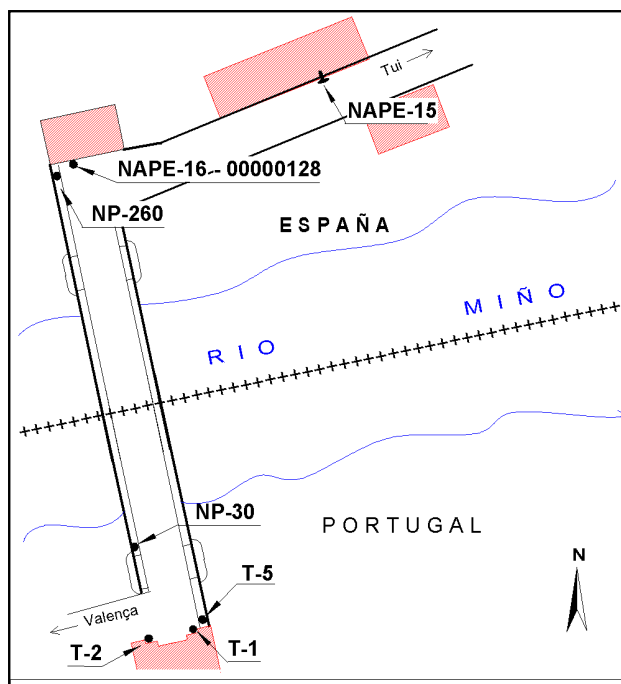 Tui
NAPE-15
NAPE-16 - 00000128
NP-260
ESPAÑA
RIO MIÑO
NP-30
PORTUGAL
N
T-5
Valença
T-2
T-1